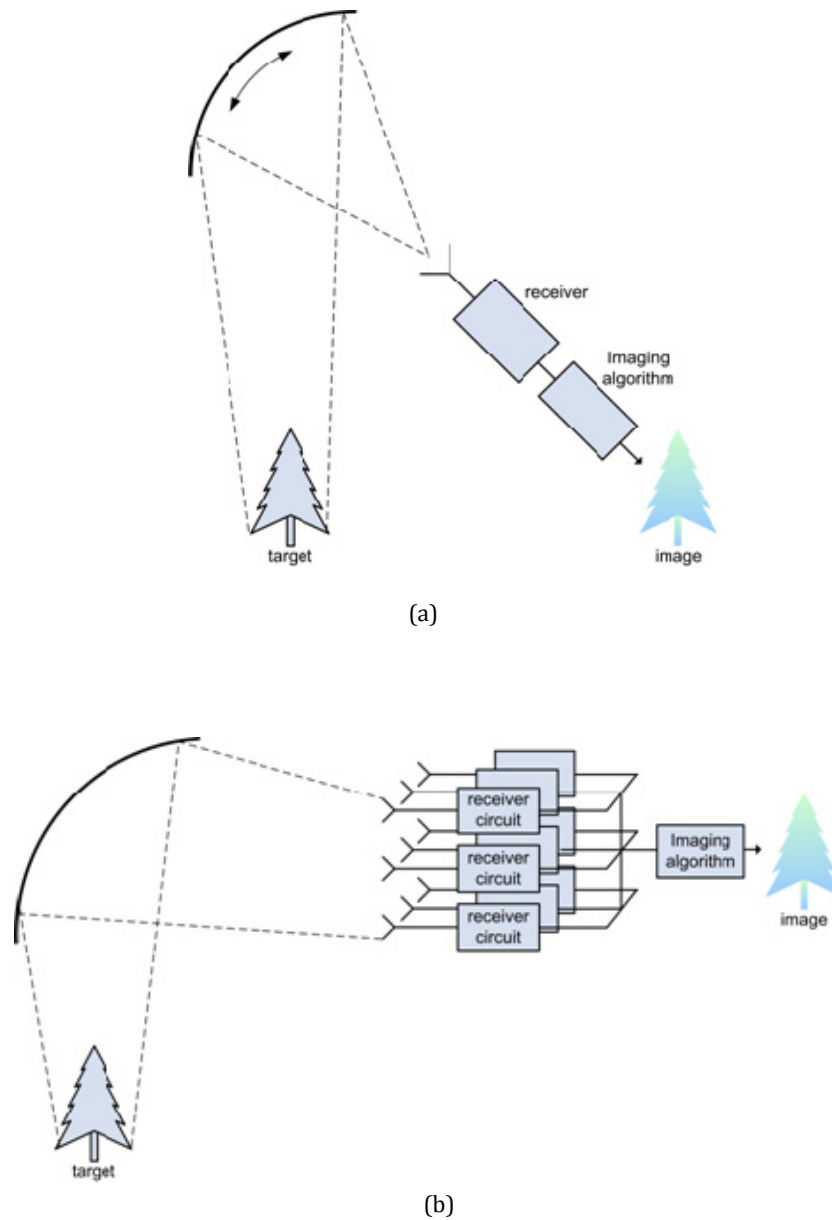 receiver
Imaging
algorithm
target
image
(a)
receiver
circuit
receiver
circuit
receiver
circuit
Imaging
algorithm
image
target
(b)